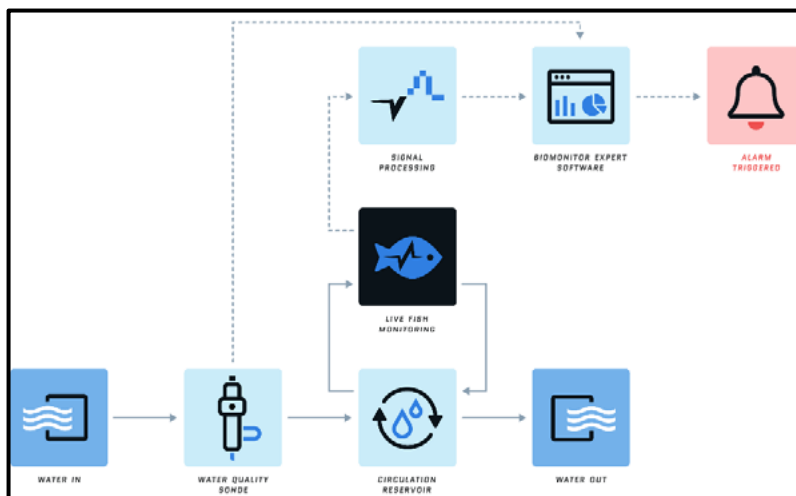 SIGNAL
PROCESSING
BIOMONITOR EXPERT
SOFTWARE
ALARM
TRIGGERED
LIVE FISH
MONITORING
WATER IN
WATER QUALITY
SONDE
CIRCULATION
RESERVOIR
WATER OUT